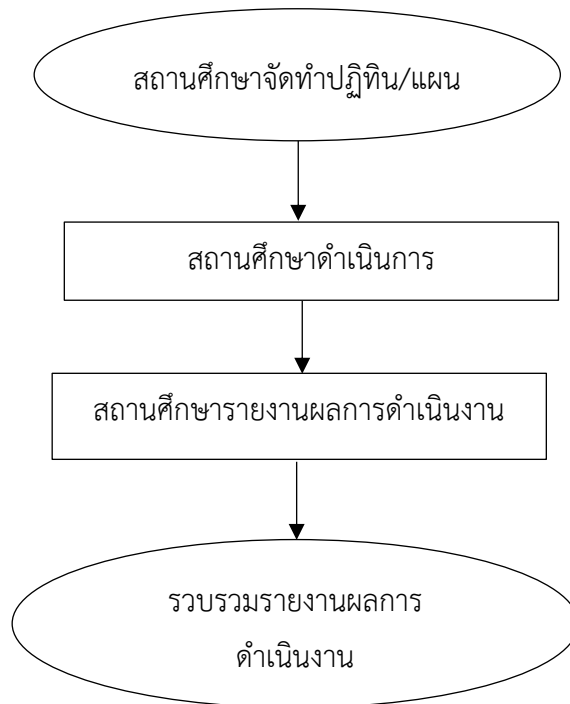 สถานศึกษาจัดทำปฏิทิน/แผน
สถานศึกษาดำเนินการ
สถานศึกษารายงานผลการดำเนินงาน
รวบรวมรายงานผลการ
ดำเนินงาน